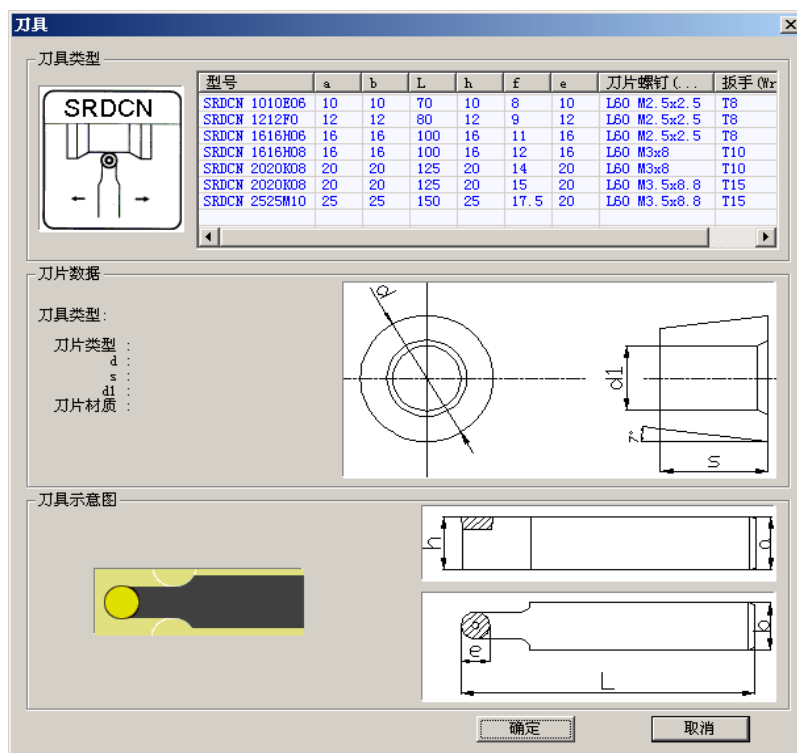 刀具
刀具类型
SRDCN
型号 a b L h f e 刀片螺钉(... 扳手(Wr
SRDCN 1010E06 10 10 70 10 8 10 L60 M2.5x2.5 T8
SRDCN 1212F0 12 12 80 12 9 12 L60 M2.5x2.5 T8
SRDCN 1616H06 16 16 100 16 11 16 L60 M2.5x2.5 T8
SRDCN 1616H08 16 16 100 16 12 16 L60 M3x8 T10
SRDCN 2020K08 20 20 125 20 14 20 L60 M3x8 T10
SRDCN 2020K08 20 20 125 20 15 20 L60 M3.5x8.8 T15
SRDCN 2525M10 25 25 150 25 17.5 20 L60 M3.5x8.8 T15
刀片数据
刀具类型:
刀片类型 :
d :
s :
d1 :
刀片材质 :
d
d1
7°
s
刀具示意图
h
a
b
e
L
确定
取消